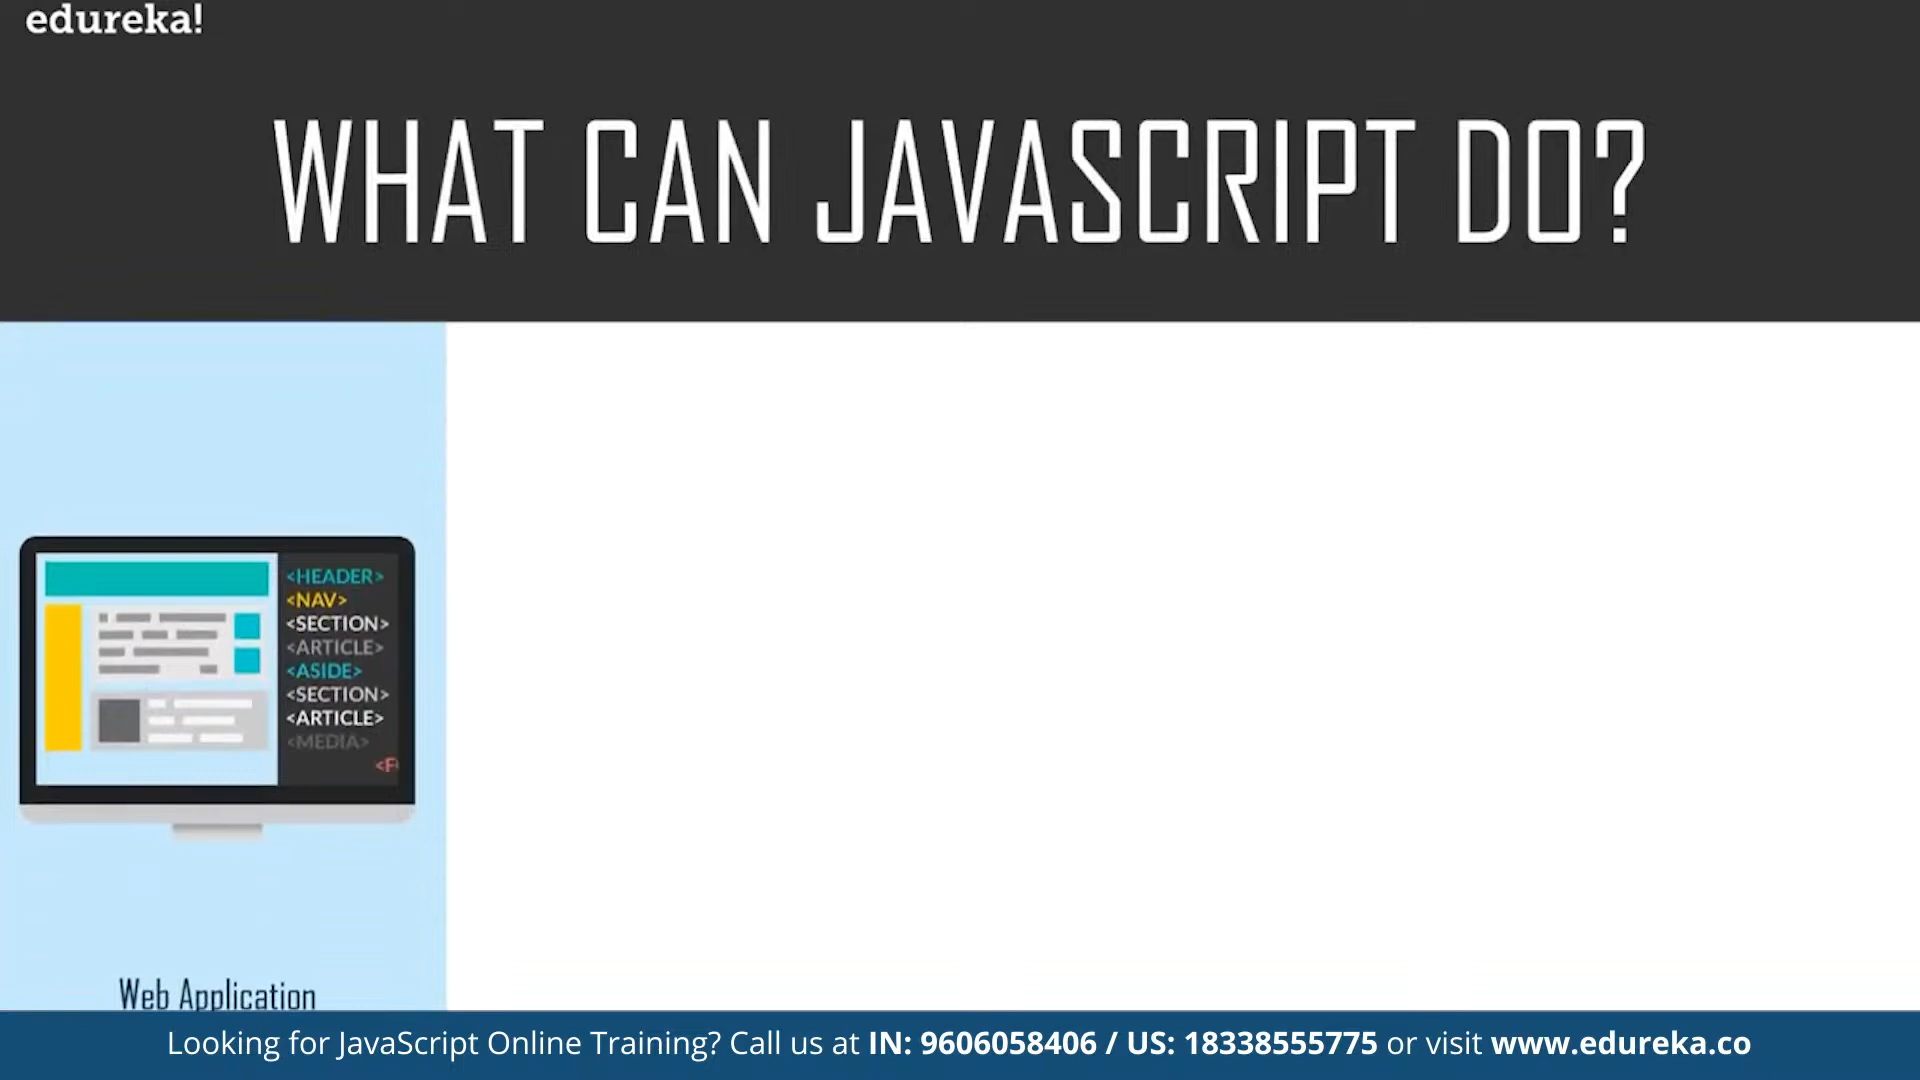 edureka!
WHAT CAN JAVASCRIPT DO?
<HEADER>
<NAV>
<SECTION>
<ARTICLE>
<ASIDE>
<SECTION>
<ARTICLE>
<MEDIA>
<F
Web Application
Looking for JavaScript Online Training? Call us at IN: 9606058406 / US: 18338555775 or visit www.edureka.co